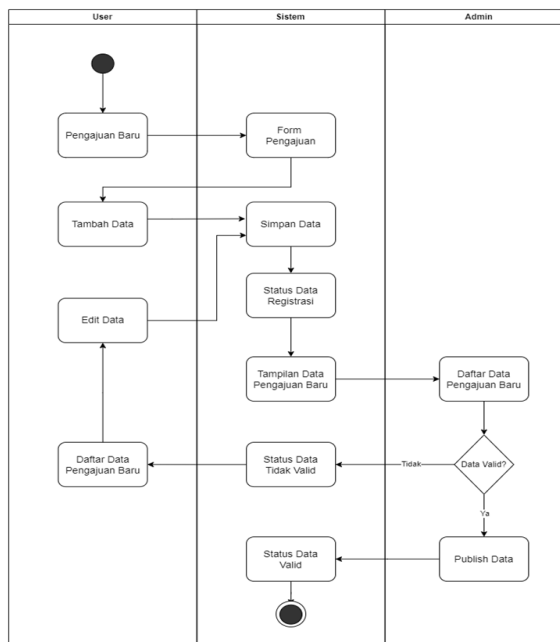 User
Sistem
Admin
Pengajuan Baru
Form
Pengajuan
Tambah Data
Simpan Data
Status Data
Registrasi
Edit Data
Tampilan Data
Pengajuan Baru
Daftar Data
Pengajuan Baru
Daftar Data
Pengajuan Baru
Status Data
Tidak Valid
Tidak
Data Valid?
Ya
Status Data
Valid
Publish Data